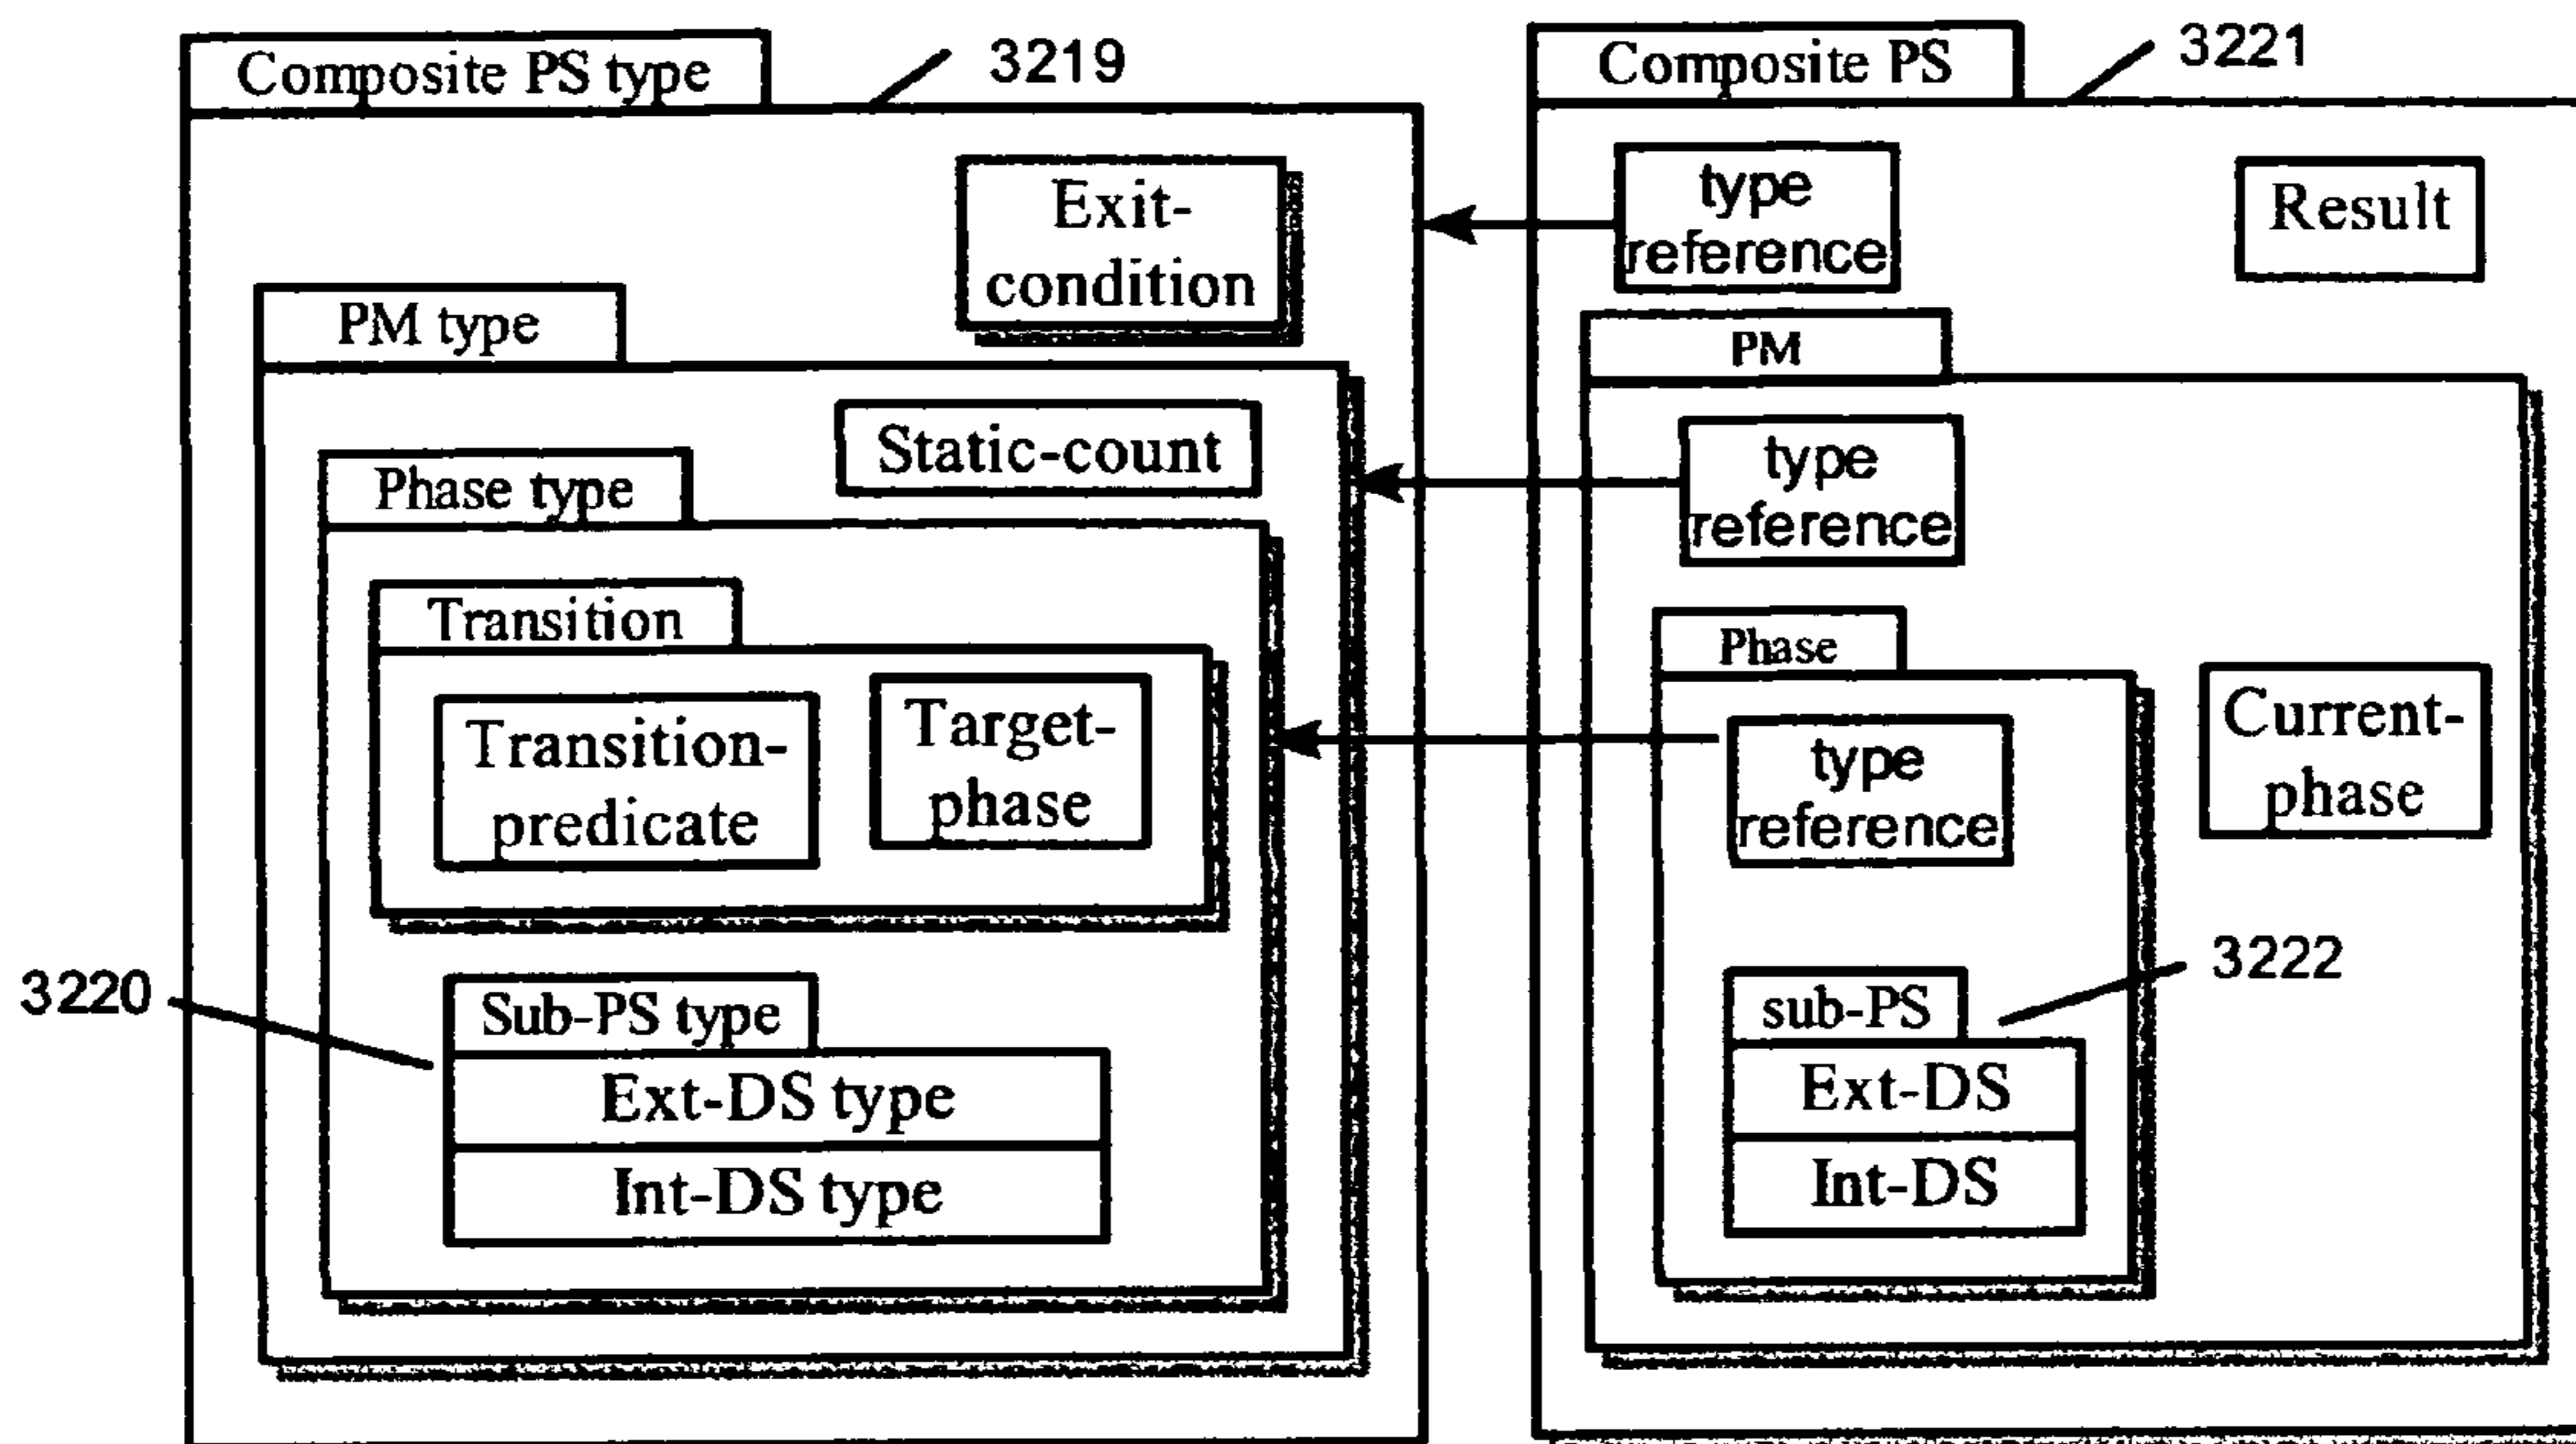 Composite PS type
3219
Exit-
condition
PM type
Static-count
Phase type
Transition
Transition-
predicate
Target-
phase
3220
Sub-PS type
Ext-DS type
Int-DS type
Composite PS
3221
type
reference
Result
PM
type
reference
Phase
type
reference
Current-
phase
3222
sub-PS
Ext-DS
Int-DS